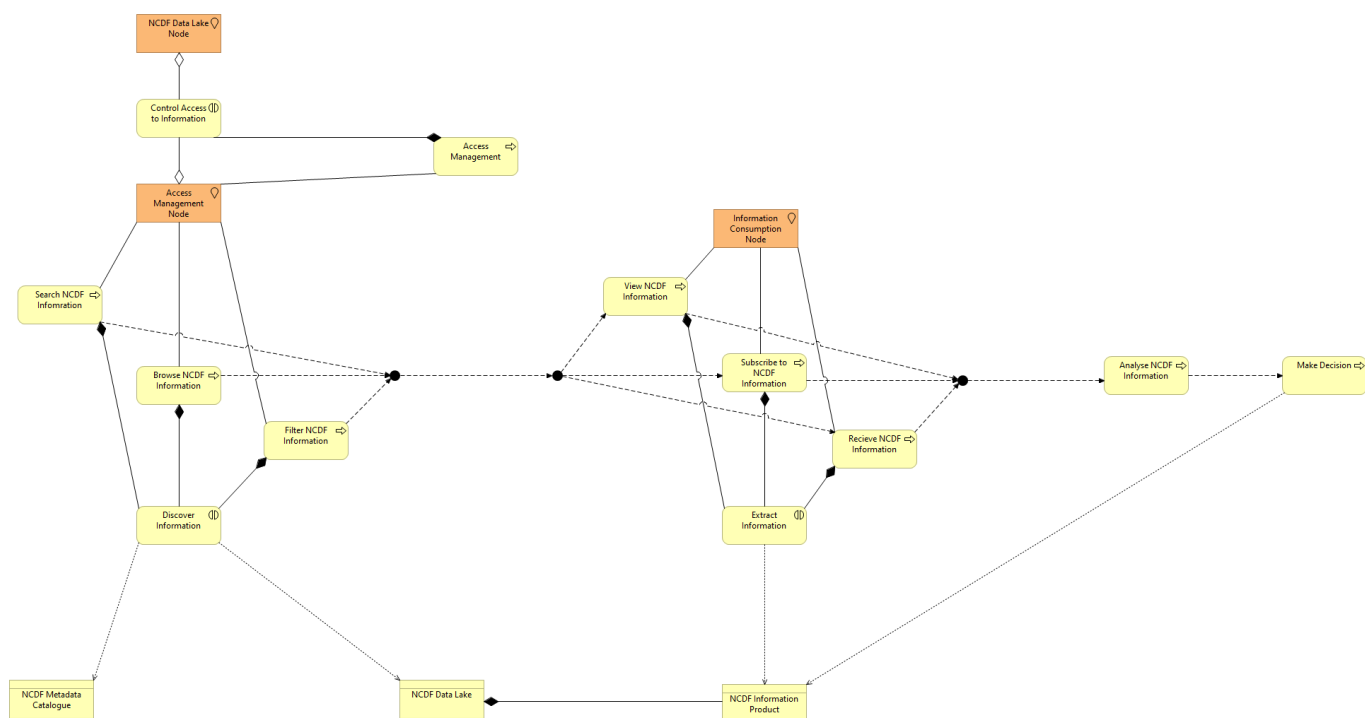 NCDF Data Lake
Node
Control Access
to Information
Access
Management
Access
Management
Node
Information
Consumption
Node
Search NCDF
Infomration
View NCDF
Information
Browse NCDF
Information
Subscribe to
NCDF
Information
Analyse NCDF
Information
Make Decision
Filter NCDF
Information
Recieve NCDF
Information
Discover
Information
Extract
Information
NCDF Metadata
Catalogue
NCDF Data Lake
NCDF Information
Product